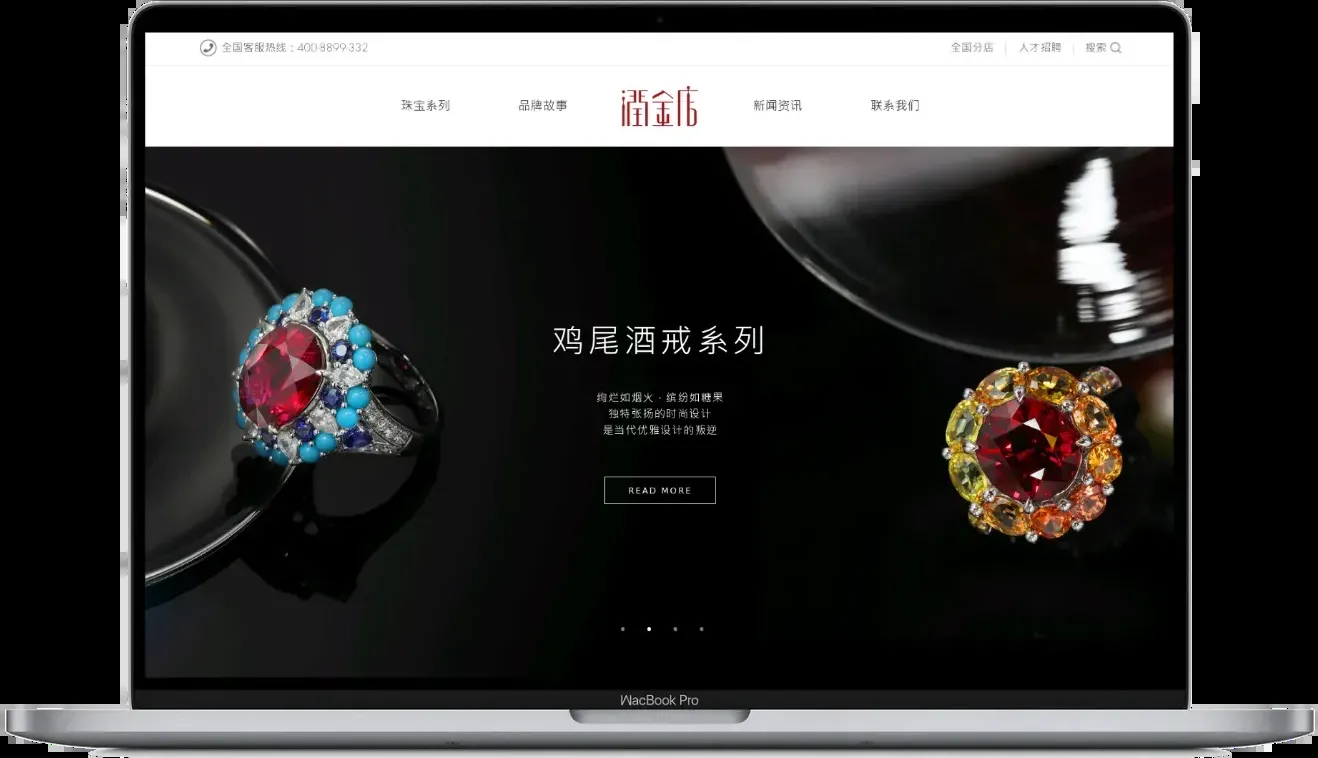 全国客服热线：400-8899-332
全国分店
人才招聘
搜索
珠宝系列
品牌故事
潤金店
新闻资讯
联系我们
鸡尾酒戒系列
绚烂如烟火·缤纷如糖果
独特张扬的时尚设计
是当代优雅设计的叛逆
READ MORE
MacBook Pro